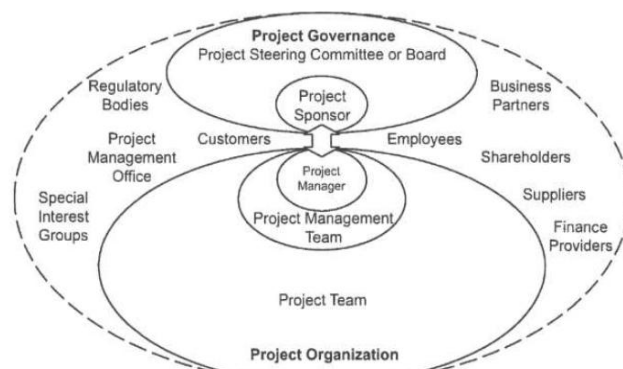 Project Governance
Project Steering Committee or Board
Regulatory
Bodies
Business
Partners
Project
Sponsor
Project
Management
Office
Customers
Employees
Shareholders
Project
Manager
Special
Interest
Groups
Suppliers
Project Management
Team
Finance
Providers
Project Team
Project Organization